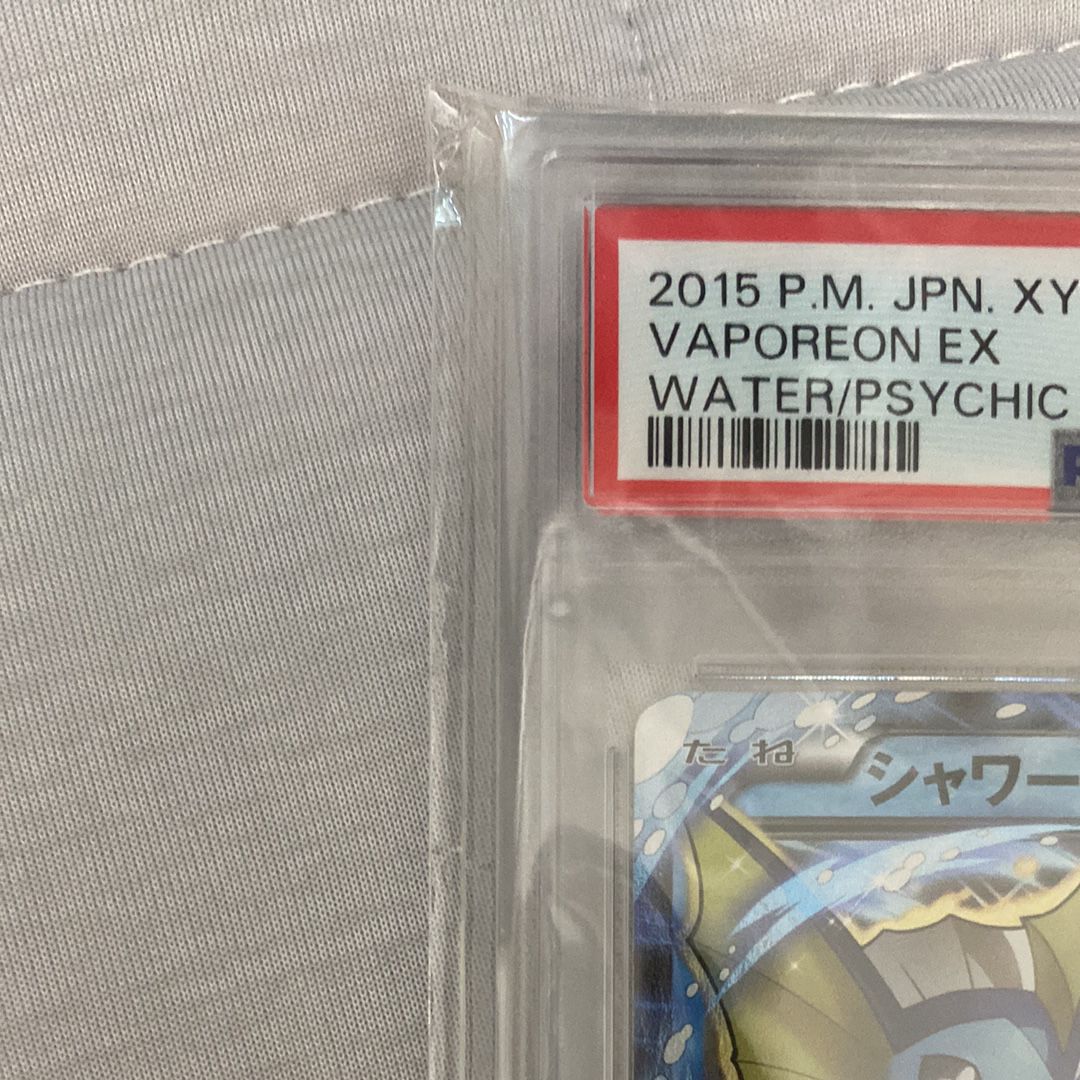 2015 P.M. JPN. XY
VAPOREON EX
WATER/PSYCHIC
たね
シャワー